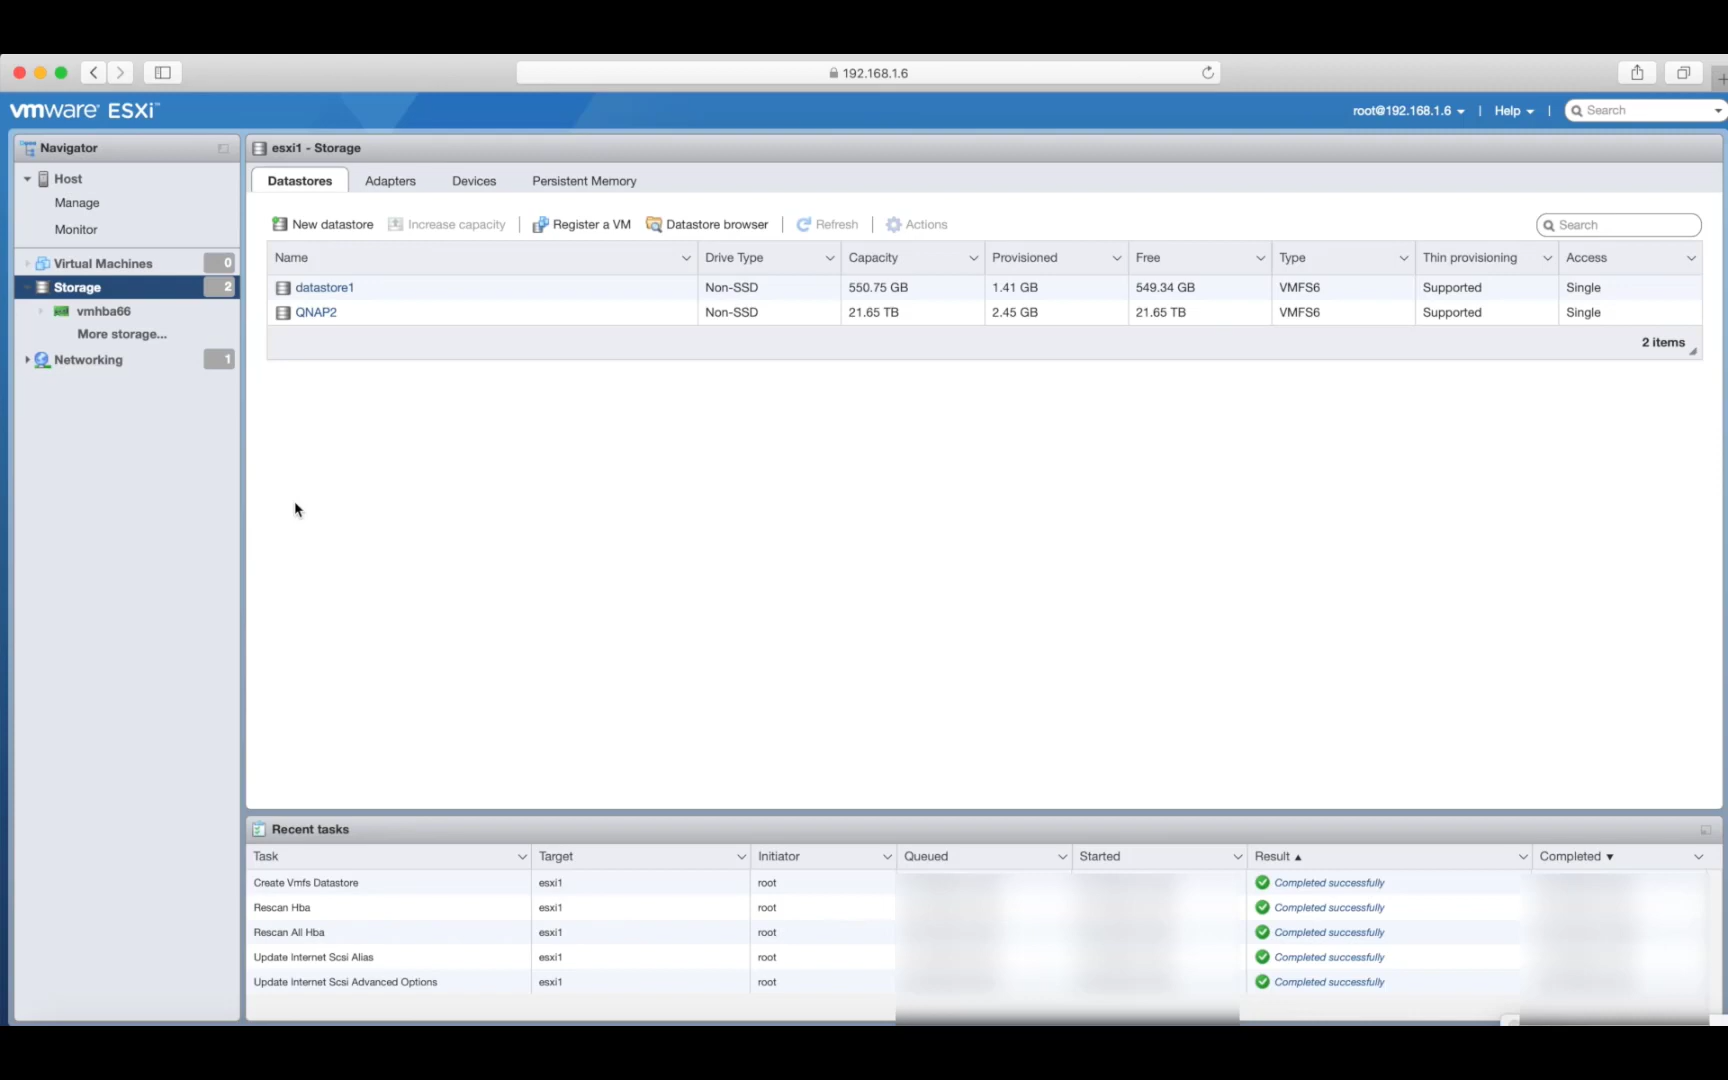 192.168.1.6
vmware ESXi™
root@192.168.1.6 | Help | Search
Navigator
Host
Manage
Monitor
Virtual Machines 0
Storage 2
vmhba66
More storage...
Networking 1
esxi1 - Storage
Datastores Adapters Devices Persistent Memory
New datastore Increase capacity | Register a VM Datastore browser | Refresh | Actions Search
Name Drive Type Capacity Provisioned Free Type Thin provisioning Access
datastore1 Non-SSD 550.75 GB 1.41 GB 549.34 GB VMFS6 Supported Single
QNAP2 Non-SSD 21.65 TB 2.45 GB 21.65 TB VMFS6 Supported Single
2 items
Recent tasks
Task Target Initiator Queued Started Result ▲ Completed ▼
Create Vmfs Datastore esxi1 root Completed successfully
Rescan Hba esxi1 root Completed successfully
Rescan All Hba esxi1 root Completed successfully
Update Internet Scsi Alias esxi1 root Completed successfully
Update Internet Scsi Advanced Options esxi1 root Completed successfully